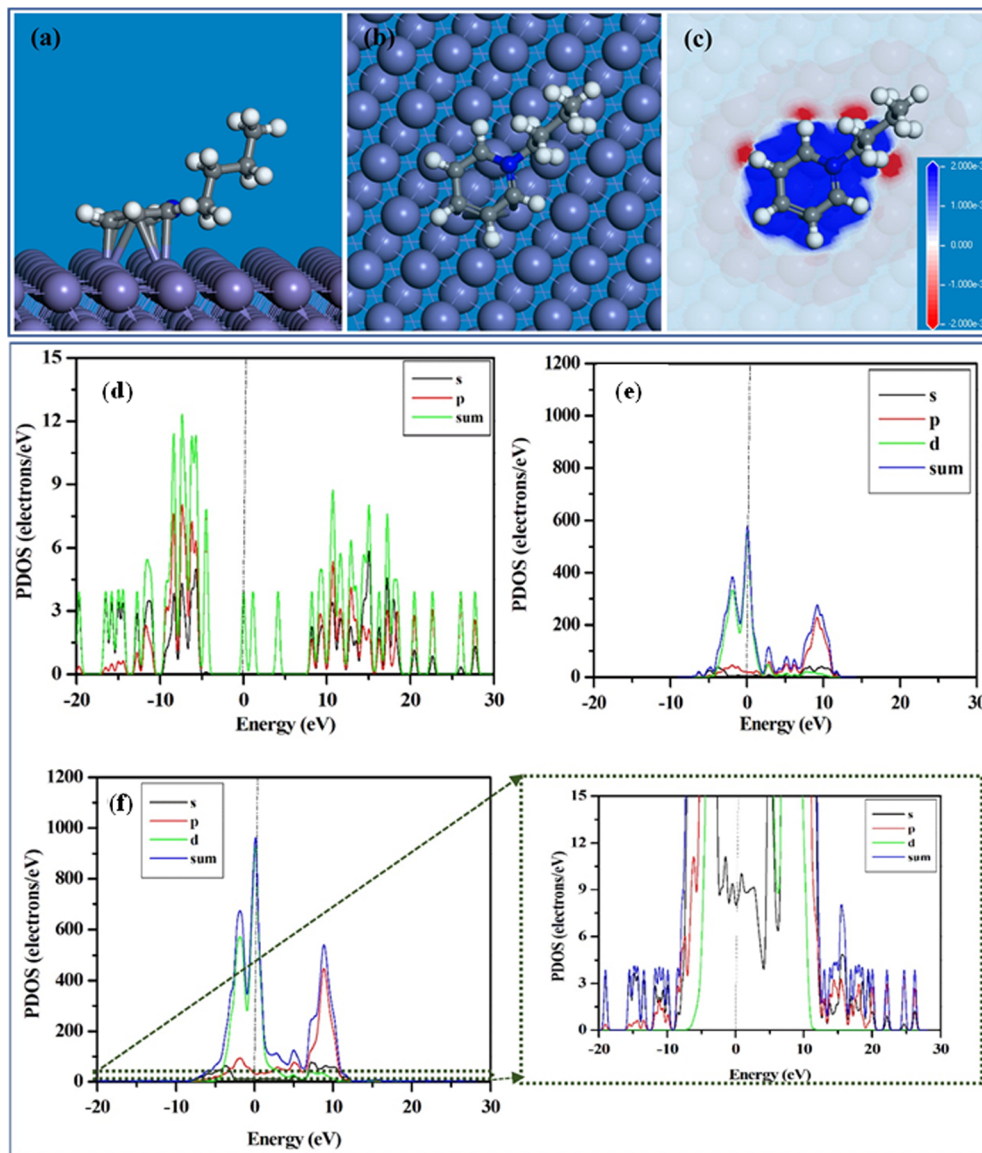 (a)
(b)
(c)
2.000e-3
1.000e-3
0.000
-1.000e-3
-2.000e-3
(d)
s
p
sum
15
12
9
6
3
0
PDOS (electrons/eV)
-20 -10 0 10 20 30
Energy (eV)
(e)
s
p
d
sum
1200
1000
800
600
400
200
0
PDOS (electrons/eV)
-20 -10 0 10 20 30
Energy (eV)
(f)
s
p
d
sum
1200
1000
800
600
400
200
0
PDOS (electrons/eV)
-20 -10 0 10 20 30
Energy (eV)
s
p
d
sum
15
12
9
6
3
0
PDOS (electrons/eV)
-20 -10 0 10 20 30
Energy (eV)